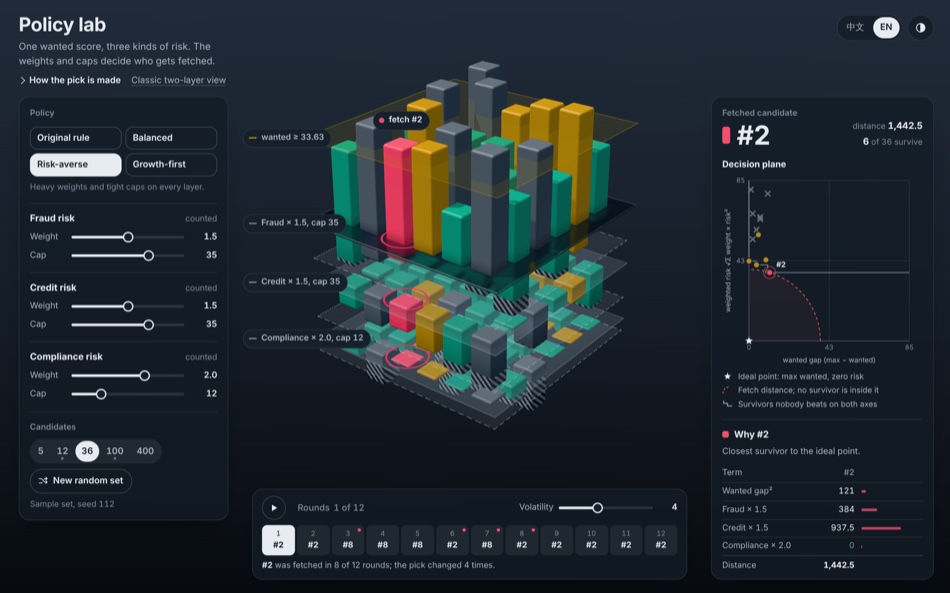 Policy lab
One wanted score, three kinds of risk. The
weights and caps decide who gets fetched.
How the pick is made Classic two-layer view
中文 EN
Policy
Original rule Balanced
Risk-averse Growth-first
Heavy weights and tight caps on every layer.
Fraud risk counted
Weight 1.5
Cap 35
Credit risk counted
Weight 1.5
Cap 35
Compliance risk counted
Weight 2.0
Cap 12
Candidates
5 12 36 100 400
New random set
Sample set, seed 112
fetch #2
wanted ≥ 33.63
Fraud × 1.5, cap 35
Credit × 1.5, cap 35
Compliance × 2.0, cap 12
Rounds 1 of 12 Volatility 4
1 2 3 4 5 6 7 8 9 10 11 12
#2 #2 #8 #8 #8 #2 #8 #2 #2 #2 #2 #2
#2 was fetched in 8 of 12 rounds; the pick changed 4 times.
Fetched candidate
#2
distance 1,442.5
6 of 36 survive
Decision plane
85
43
weighted risk √Σ weight × risk²
#2
0 43 85
wanted gap (max − wanted)
Ideal point: max wanted, zero risk
Fetch distance; no survivor is inside it
Survivors nobody beats on both axes
Why #2
Closest survivor to the ideal point.
Term #2
Wanted gap² 121
Fraud × 1.5 384
Credit × 1.5 937.5
Compliance × 2.0 0
Distance 1,442.5